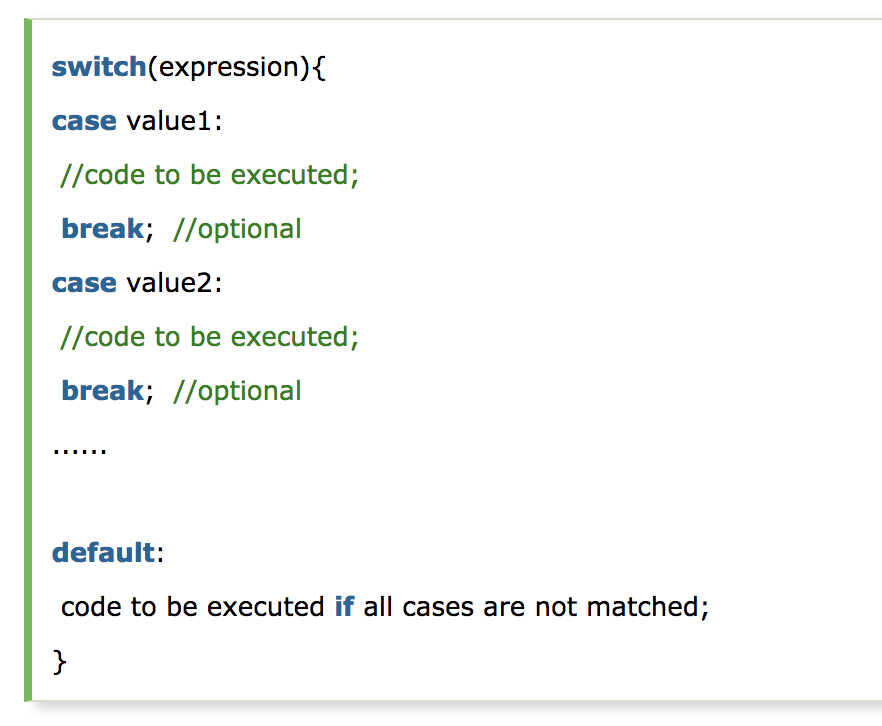 switch(expression){
case value1:
//code to be executed;
break;  //optional
case value2:
//code to be executed;
break;  //optional
......
default:
code to be executed if all cases are not matched;
}